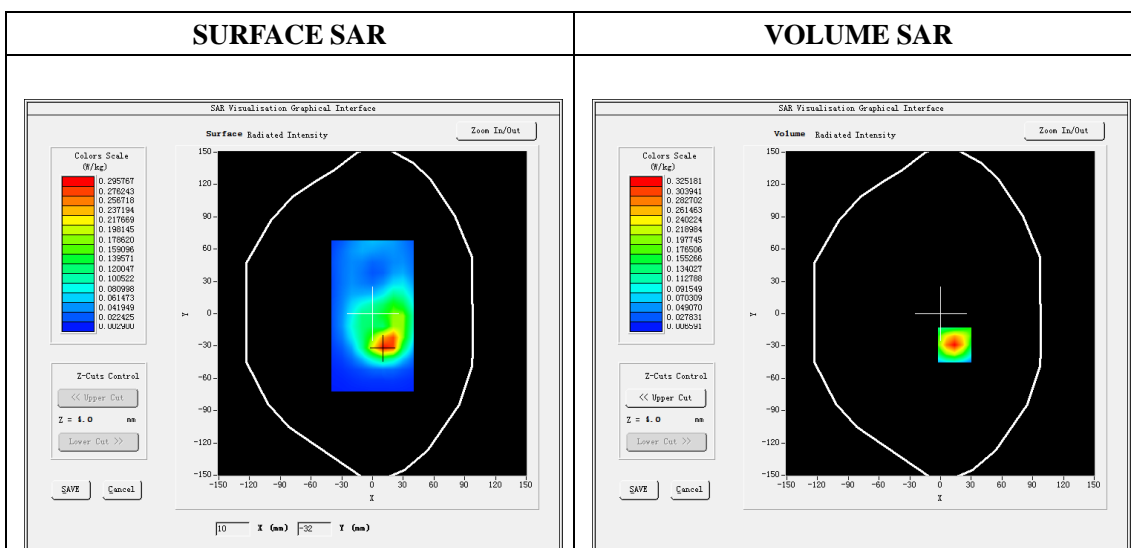 SURFACE SAR
VOLUME SAR
SAR Visualisation Graphical Interface
Surface Radiated Intensity
Zoom In/Out
Colors Scale
(W/kg)
0.295767
0.276243
0.256718
0.237194
0.217669
0.198145
0.178620
0.159096
0.139571
0.120047
0.100522
0.080998
0.061473
0.041949
0.022425
0.002900
150
120
90
60
30
0
-30
-60
-90
-120
-150
Y
-150 -120 -90 -60 -30 0 30 60 90 120 150
X
Z-Cuts Control
<< Upper Cut
Z = 4.0 mm
Lower Cut >>
SAVE Cancel
10 X (mm) -32 Y (mm)
SAR Visualisation Graphical Interface
Volume Radiated Intensity
Zoom In/Out
Colors Scale
(W/kg)
0.325181
0.303941
0.282702
0.261463
0.240224
0.218984
0.197745
0.176506
0.155266
0.134027
0.112788
0.091549
0.070309
0.049070
0.027831
0.006591
150
120
90
60
30
0
-30
-60
-90
-120
-150
Y
-150 -120 -90 -60 -30 0 30 60 90 120 150
X
Z-Cuts Control
<< Upper Cut
Z = 4.0 mm
Lower Cut >>
SAVE Cancel